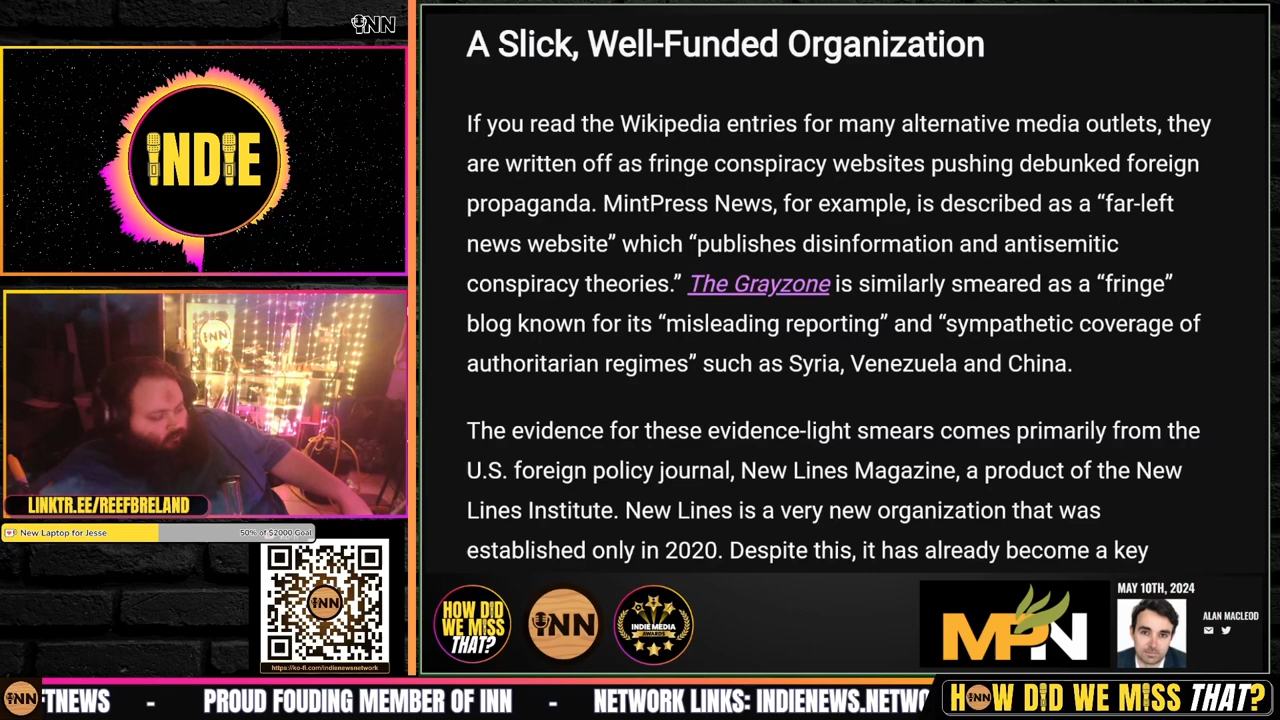 INN
INDIE
LINKTR.EE/REEFBRELAND
New Laptop for Jesse
50% of $2000 Goal
INN
https://ko-fi.com/indienewsnetwork
A Slick, Well-Funded Organization
If you read the Wikipedia entries for many alternative media outlets, they
are written off as fringe conspiracy websites pushing debunked foreign
propaganda. MintPress News, for example, is described as a “far-left
news website” which “publishes disinformation and antisemitic
conspiracy theories.” The Grayzone is similarly smeared as a “fringe”
blog known for its “misleading reporting” and “sympathetic coverage of
authoritarian regimes” such as Syria, Venezuela and China.
The evidence for these evidence-light smears comes primarily from the
U.S. foreign policy journal, New Lines Magazine, a product of the New
Lines Institute. New Lines is a very new organization that was
established only in 2020. Despite this, it has already become a key
HOW DID
WE MISS
THAT?
INN
INDIE MEDIA
AWARDS
MPN
MAY 10TH, 2024
ALAN MACLEOD
INN
FTNEWS - PROUD FOUDING MEMBER OF INN - NETWORK LINKS: INDIENEWS.NETWO
HOW DID WE MISS THAT?